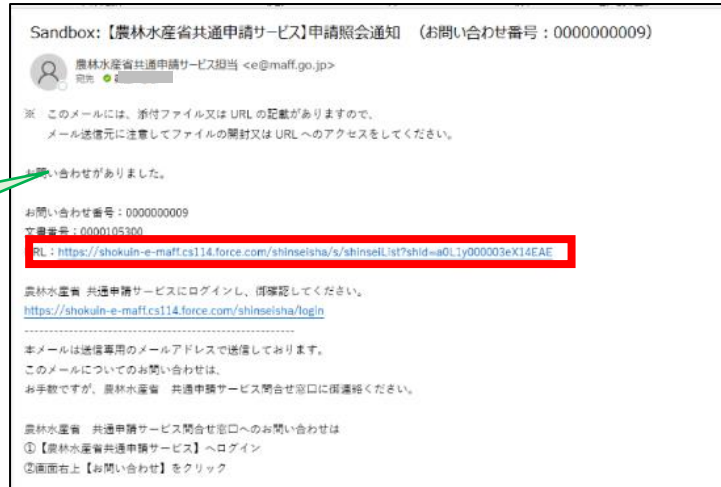 Sandbox:【農林水産省共通申請サービス】申請照会通知 (お問い合わせ番号:0000000009)
農林水産省共通申請サービス担当 <e@maff.go.jp>
宛先
※ このメールには、添付ファイル又は URL の記載がありますので、
メール送信元に注意してファイルの開封又は URL へのアクセスをしてください。
お問い合わせがありました。
お問い合わせ番号:0000000009
文書番号:0000105300
URL:https://shokuin-e-maff.cs114.force.com/shinseisha/s/shinseiList?shId=a0L1y000003eX14EAE
農林水産省 共通申請サービスにログインし、御確認してください。
https://shokuin-e-maff.cs114.force.com/shinseisha/login
------------------------------------------------------
本メールは送信専用のメールアドレスで送信しております。
このメールについてのお問い合わせは、
お手数ですが、農林水産省 共通申請サービス問合せ窓口に御連絡ください。
農林水産省 共通申請サービス問合せ窓口へのお問い合わせは
①【農林水産省共通申請サービス】へログイン
②画面右上【お問い合わせ】をクリック